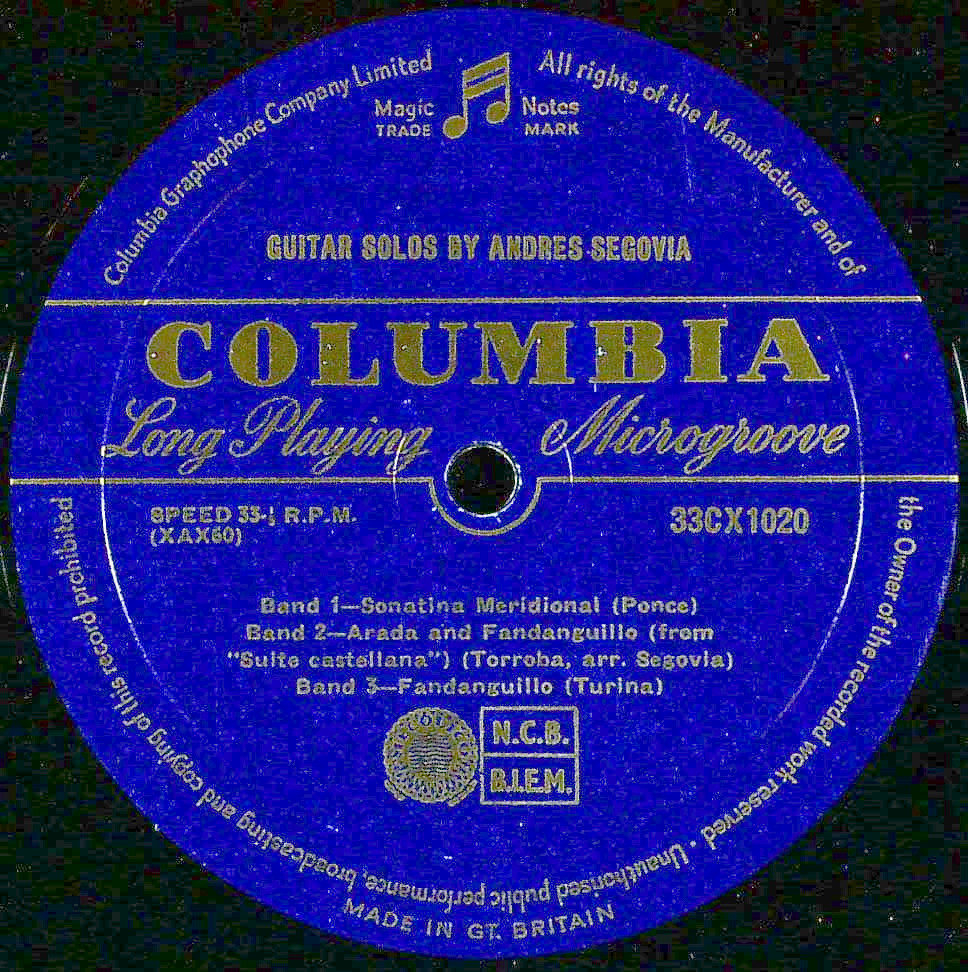 Columbia Graphophone Company Limited
Magic Notes
TRADE MARK
All rights of the Manufacturer and of
the Owner of the recorded work reserved • Unauthorised public performance, broadcasting and copying of this record prohibited
GUITAR SOLOS BY ANDRES SEGOVIA
COLUMBIA
Long Playing Microgroove
SPEED 33-⅓ R.P.M.
(XAX60)
33CX1020
Band 1—Sonatina Meridional (Ponce)
Band 2—Arada and Fandanguillo (from
"Suite castellana") (Torroba, arr. Segovia)
Band 3—Fandanguillo (Turina)
N.C.B.
B.I.E.M.
MADE IN GT. BRITAIN